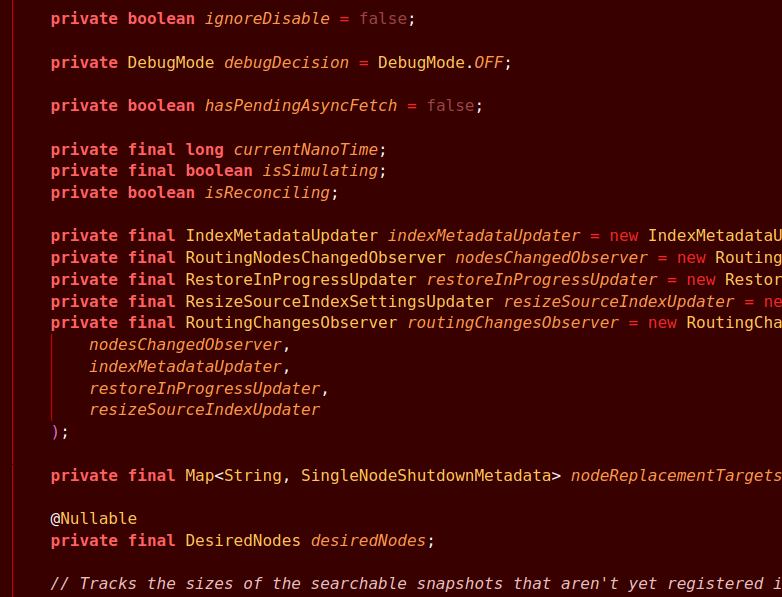 private boolean ignoreDisable = false;
private DebugMode debugDecision = DebugMode.OFF;
private boolean hasPendingAsyncFetch = false;
private final long currentNanoTime;
private final boolean isSimulating;
private boolean isReconciling;
private final IndexMetadataUpdater indexMetadataUpdater = new IndexMetadataU
private final RoutingNodesChangedObserver nodesChangedObserver = new Routing
private final RestoreInProgressUpdater restoreInProgressUpdater = new Restor
private final ResizeSourceIndexSettingsUpdater resizeSourceIndexUpdater = ne
private final RoutingChangesObserver routingChangesObserver = new RoutingCha
nodesChangedObserver,
indexMetadataUpdater,
restoreInProgressUpdater,
resizeSourceIndexUpdater
);
private final Map<String, SingleNodeShutdownMetadata> nodeReplacementTargets
@Nullable
private final DesiredNodes desiredNodes;
// Tracks the sizes of the searchable snapshots that aren't yet registered i